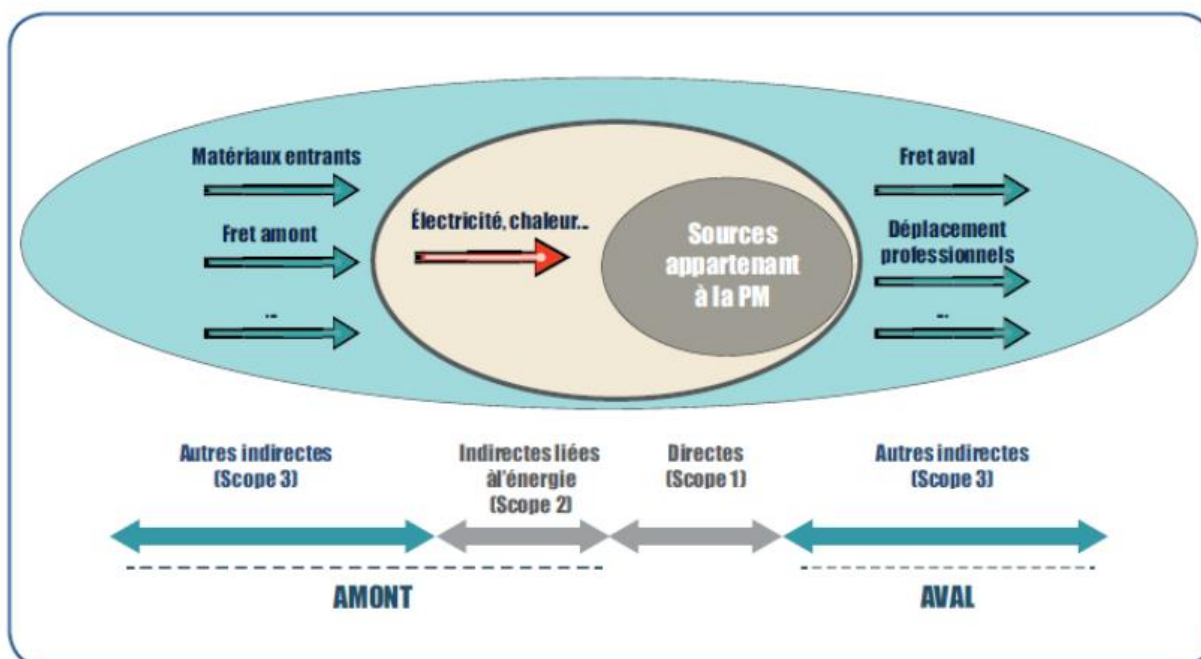 Matériaux entrants
Fret amont
...
Électricité, chaleur...
Sources
appartenant
à la PM
Fret aval
Déplacement
professionnels
...
Autres indirectes
(Scope 3)
Indirectes liées
àl'énergie
(Scope 2)
Directes
(Scope 1)
Autres indirectes
(Scope 3)
AMONT
AVAL